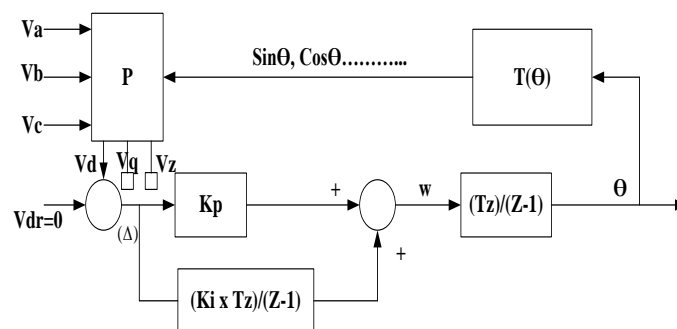 Va
Vb
Vc
P
SinΘ, CosΘ………...
T(Θ)
Vd
Vq
Vz
Vdr=0
(Δ)
Kp
+
+
w
(Tz)/(Z-1)
Θ
(Ki x Tz)/(Z-1)